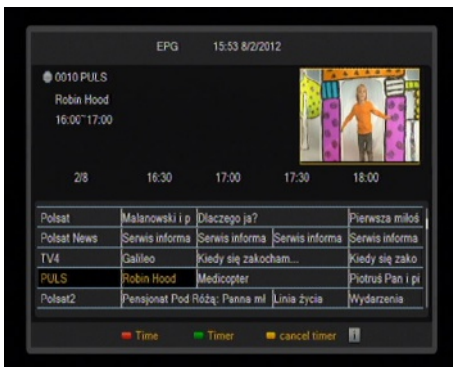 EPG 15:53 8/2/2012
0010 PULS
Robin Hood
16:00~17:00
2/8 16:30 17:00 17:30 18:00
Polsat Malanowski i p Dlaczego ja? Pierwsza miloś
Polsat News Serwis informa Serwis informa Serwis informa Serwis informa
TV4 Galileo Kiedy się zakocham... Kiedy się zako
PULS Robin Hood Medicopter Piotruś Pan i pi
Polsat2 Pensjonat Pod Różą: Panna mł Linia życia Wydarzenia
Time Timer cancel timer i